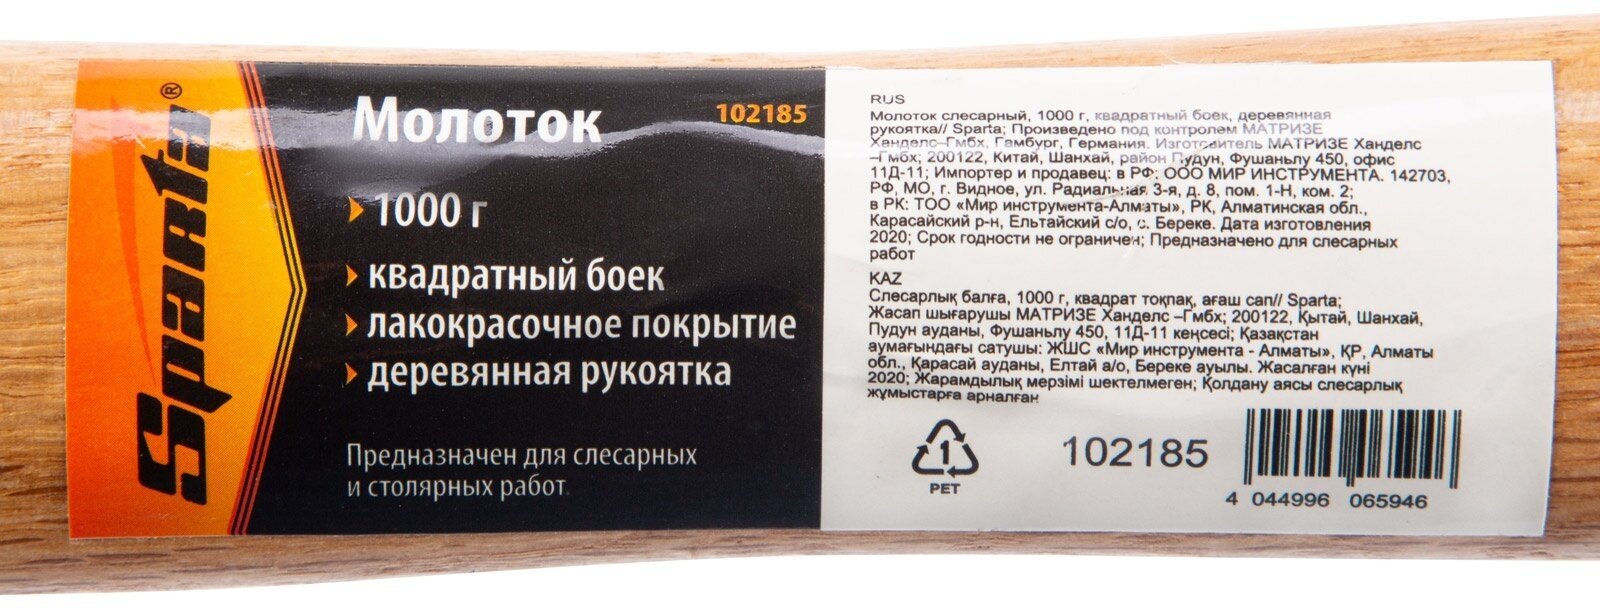 Sparta®
Молоток
102185
1000 г
квадратный боек
лакокрасочное покрытие
деревянная рукоятка
Предназначен для слесарных
и столярных работ.
RUS
Молоток слесарный, 1000 г, квадратный боек, деревянная
рукоятка// Sparta; Произведено под контролем МАТРИЗЕ
Ханделс–Гмбх, Гамбург, Германия. Изготовитель МАТРИЗЕ Ханделс
–Гмбх; 200122, Китай, Шанхай, район Пудун, Фушаньлу 450, офис
11Д-11; Импортер и продавец: в РФ: ООО МИР ИНСТРУМЕНТА. 142703,
РФ, МО, г. Видное, ул. Радиальная 3-я, д. 8, пом. 1-Н, ком. 2;
в РК: ТОО «Мир инструмента-Алматы», РК, Алматинская обл.,
Карасайский р-н, Ельтайский с/о, с. Береке. Дата изготовления
2020; Срок годности не ограничен; Предназначено для слесарных
работ
KAZ
Слесарлық балға, 1000 г, квадрат тоқпақ, ағаш сап// Sparta;
Жасап шығарушы МАТРИЗЕ Ханделс –Гмбх; 200122, Қытай, Шанхай,
Пудун ауданы, Фушаньлу 450, 11Д-11 кеңсесі; Қазақстан
аумағындағы сатушы: ЖШС «Мир инструмента - Алматы», ҚР, Алматы
обл., Қарасай ауданы, Елтай а/о, Береке ауылы. Жасалған күні
2020; Жарамдылық мерзімі шектелмеген; Қолдану аясы слесарлық
жұмыстарға арналған
1
PET
102185
4 044996 065946